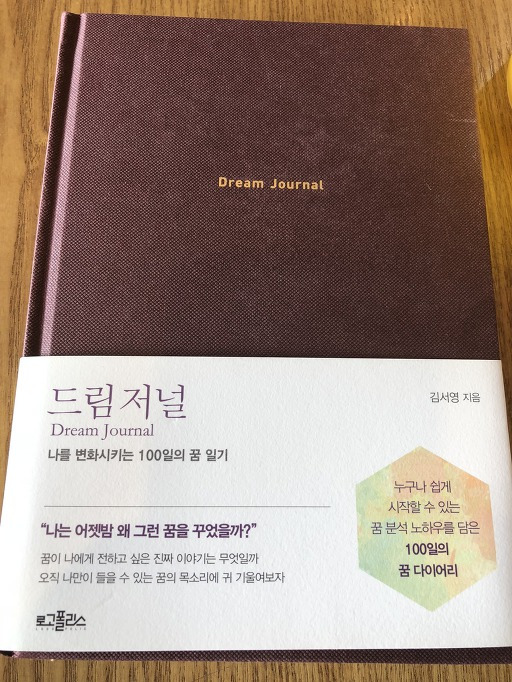 Dream Journal
드림 저널
Dream Journal
나를 변화시키는 100일의 꿈 일기
김서영 지음
누구나 쉽게
시작할 수 있는
꿈 분석 노하우를 담은
100일의
꿈 다이어리
“나는 어젯밤 왜 그런 꿈을 꾸었을까?”
꿈이 나에게 전하고 싶은 진짜 이야기는 무엇일까
오직 나만이 들을 수 있는 꿈의 목소리에 귀 기울여보자
로고폴리스
LOGOPOLIS